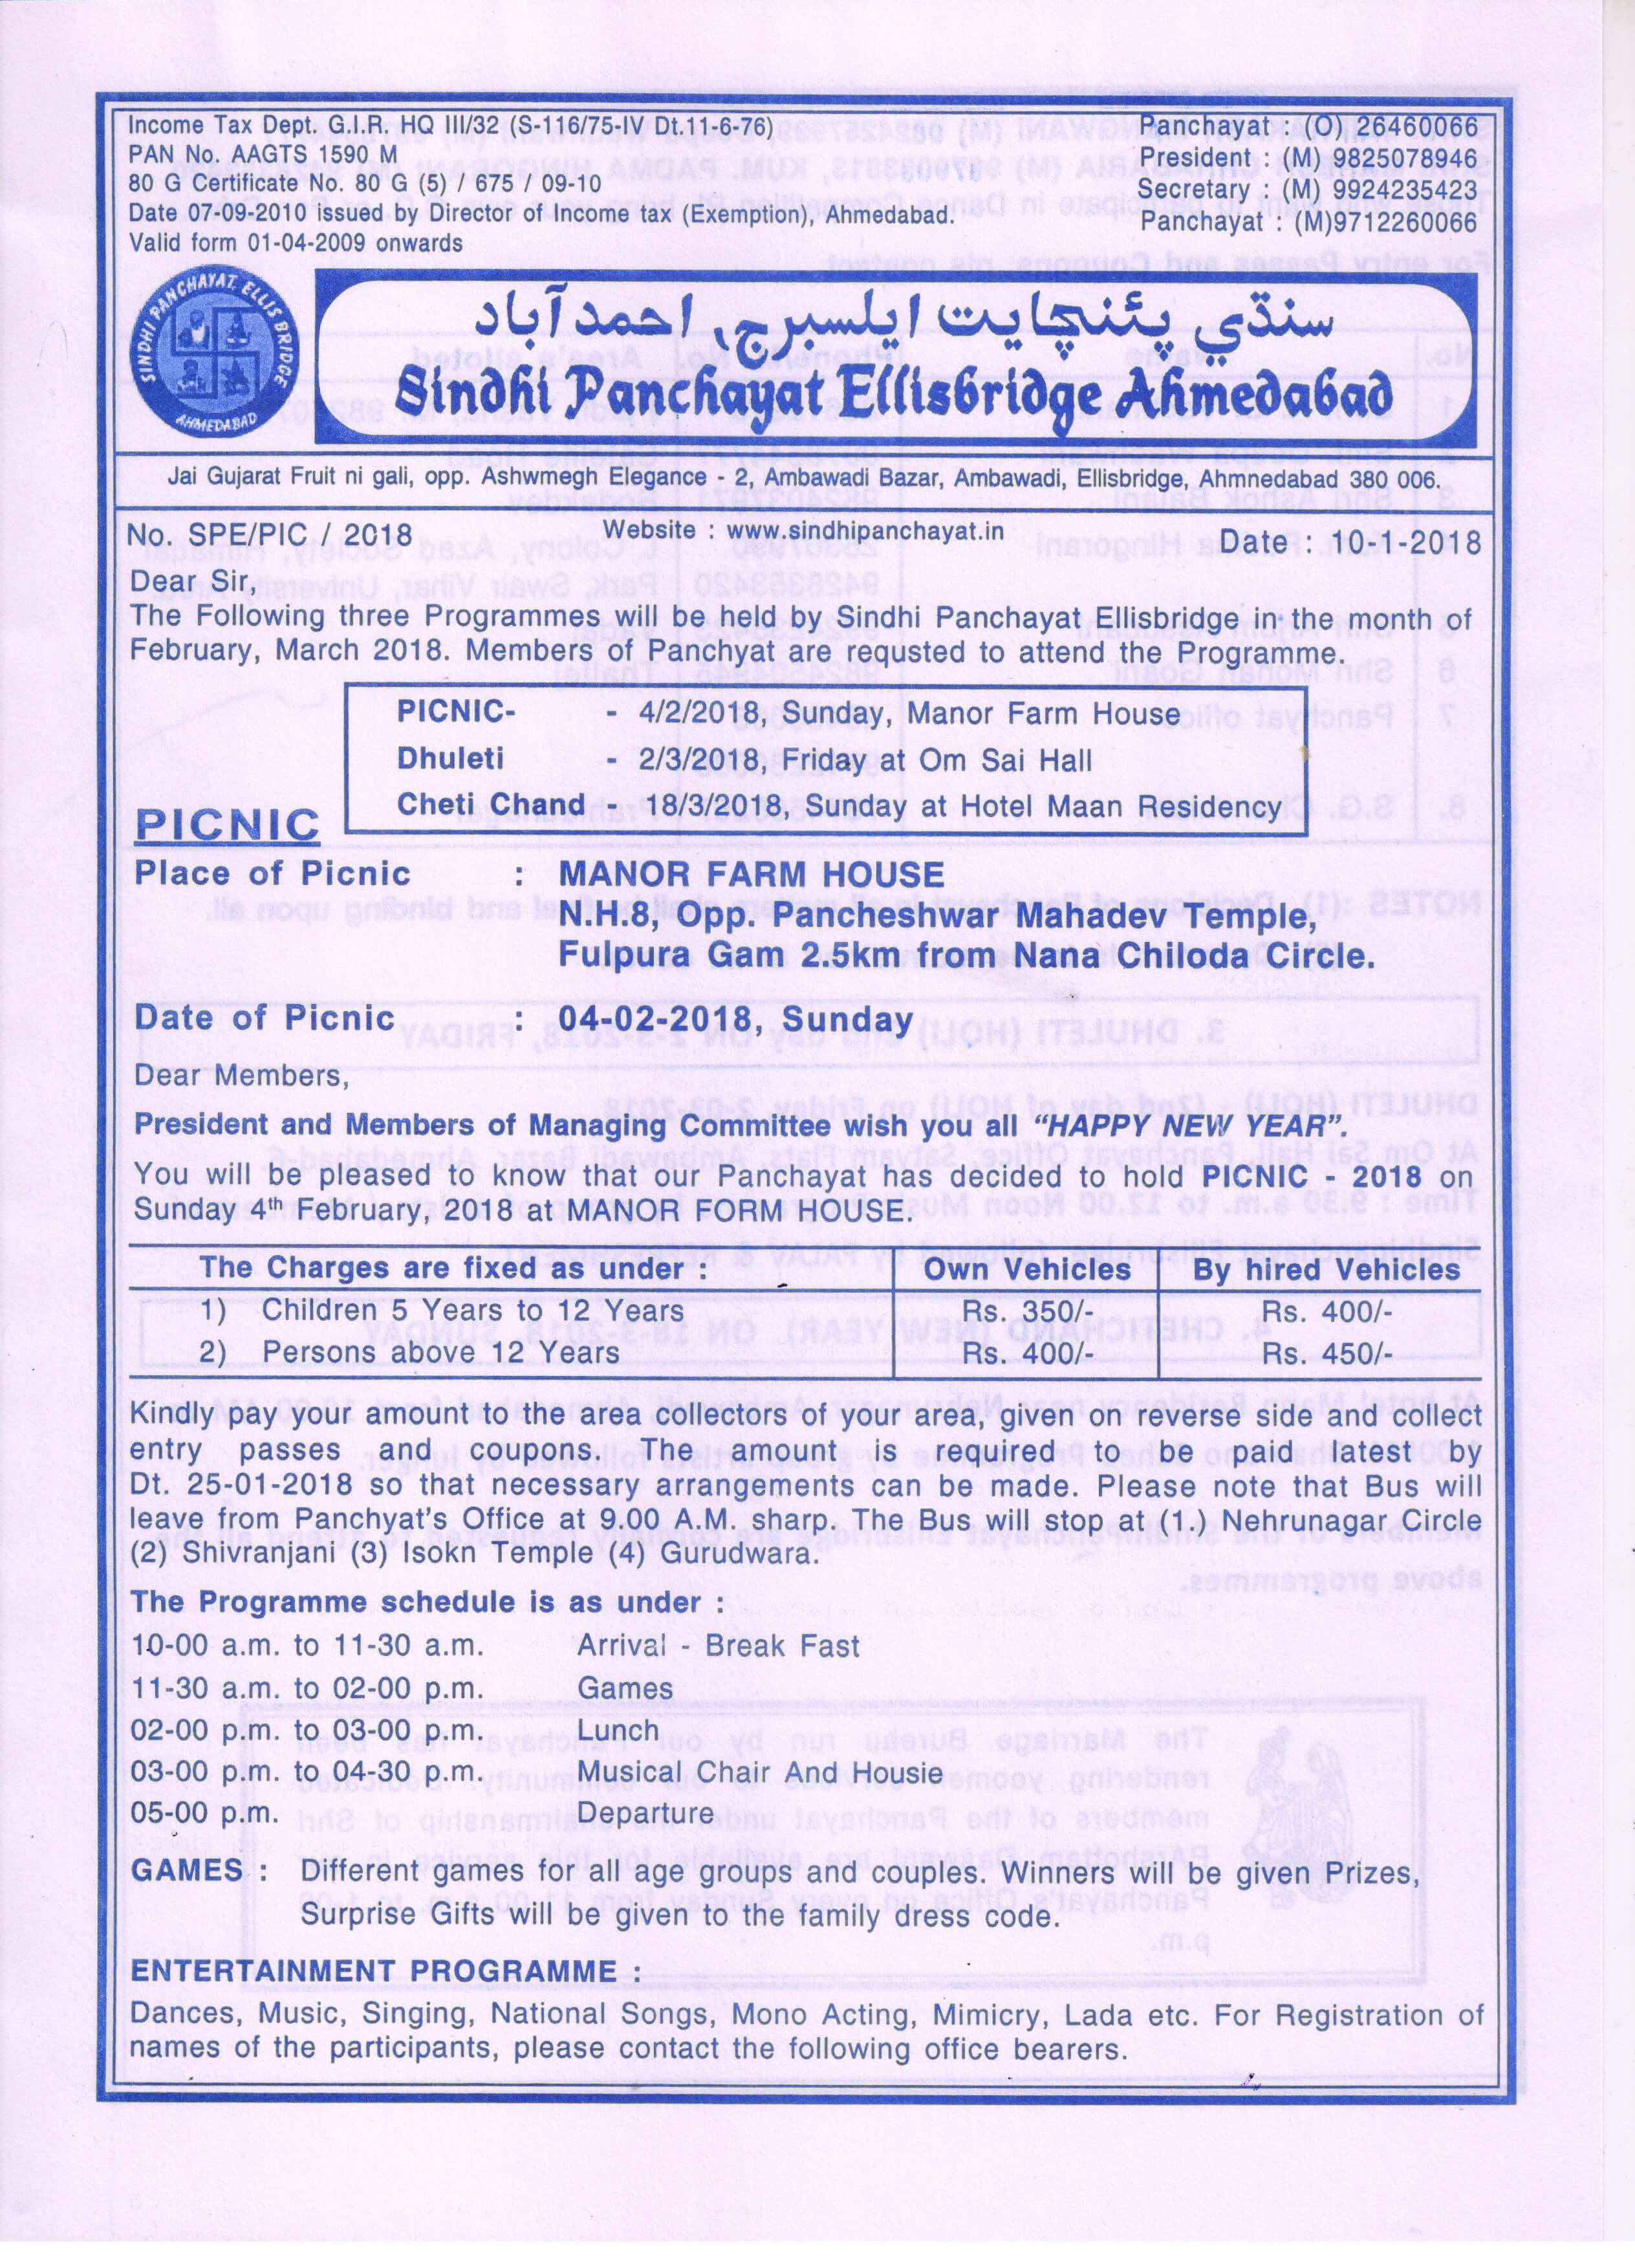 Income Tax Dept. G.I.R. HQ III/32 (S-116/75-IV Dt.11-6-76)
PAN No. AAGTS 1590 M
80 G Certificate No. 80 G (5) / 675 / 09-10
Date 07-09-2010 issued by Director of Income tax (Exemption), Ahmedabad.
Valid form 01-04-2009 onwards
Panchayat : (O) 26460066
President : (M) 9825078946
Secretary : (M) 9924235423
Panchayat : (M)9712260066
SINDHI PANCHAYAT, ELLIS BRIDGE
AHMEDABAD
سنڌي پئنچايت ايلسبرج، احمدآباد
Sindhi Panchayat Ellisbridge Ahmedabad
Jai Gujarat Fruit ni gali, opp. Ashwmegh Elegance - 2, Ambawadi Bazar, Ambawadi, Ellisbridge, Ahmnedabad 380 006.
No. SPE/PIC / 2018 Website : www.sindhipanchayat.in Date : 10-1-2018
Dear Sir,
The Following three Programmes will be held by Sindhi Panchayat Ellisbridge in the month of
February, March 2018. Members of Panchyat are requsted to attend the Programme.
PICNIC- - 4/2/2018, Sunday, Manor Farm House
Dhuleti - 2/3/2018, Friday at Om Sai Hall
Cheti Chand - 18/3/2018, Sunday at Hotel Maan Residency
PICNIC
Place of Picnic : MANOR FARM HOUSE
N.H.8, Opp. Pancheshwar Mahadev Temple,
Fulpura Gam 2.5km from Nana Chiloda Circle.
Date of Picnic : 04-02-2018, Sunday
Dear Members,
President and Members of Managing Committee wish you all “HAPPY NEW YEAR”.
You will be pleased to know that our Panchayat has decided to hold PICNIC - 2018 on
Sunday 4th February, 2018 at MANOR FORM HOUSE.
The Charges are fixed as under : Own Vehicles By hired Vehicles
1) Children 5 Years to 12 Years Rs. 350/- Rs. 400/-
2) Persons above 12 Years Rs. 400/- Rs. 450/-
Kindly pay your amount to the area collectors of your area, given on reverse side and collect
entry passes and coupons. The amount is required to be paid latest by
Dt. 25-01-2018 so that necessary arrangements can be made. Please note that Bus will
leave from Panchyat's Office at 9.00 A.M. sharp. The Bus will stop at (1.) Nehrunagar Circle
(2) Shivranjani (3) Isokn Temple (4) Gurudwara.
The Programme schedule is as under :
10-00 a.m. to 11-30 a.m. Arrival - Break Fast
11-30 a.m. to 02-00 p.m. Games
02-00 p.m. to 03-00 p.m. Lunch
03-00 p.m. to 04-30 p.m. Musical Chair And Housie
05-00 p.m. Departure
GAMES : Different games for all age groups and couples. Winners will be given Prizes,
Surprise Gifts will be given to the family dress code.
ENTERTAINMENT PROGRAMME :
Dances, Music, Singing, National Songs, Mono Acting, Mimicry, Lada etc. For Registration of
names of the participants, please contact the following office bearers.